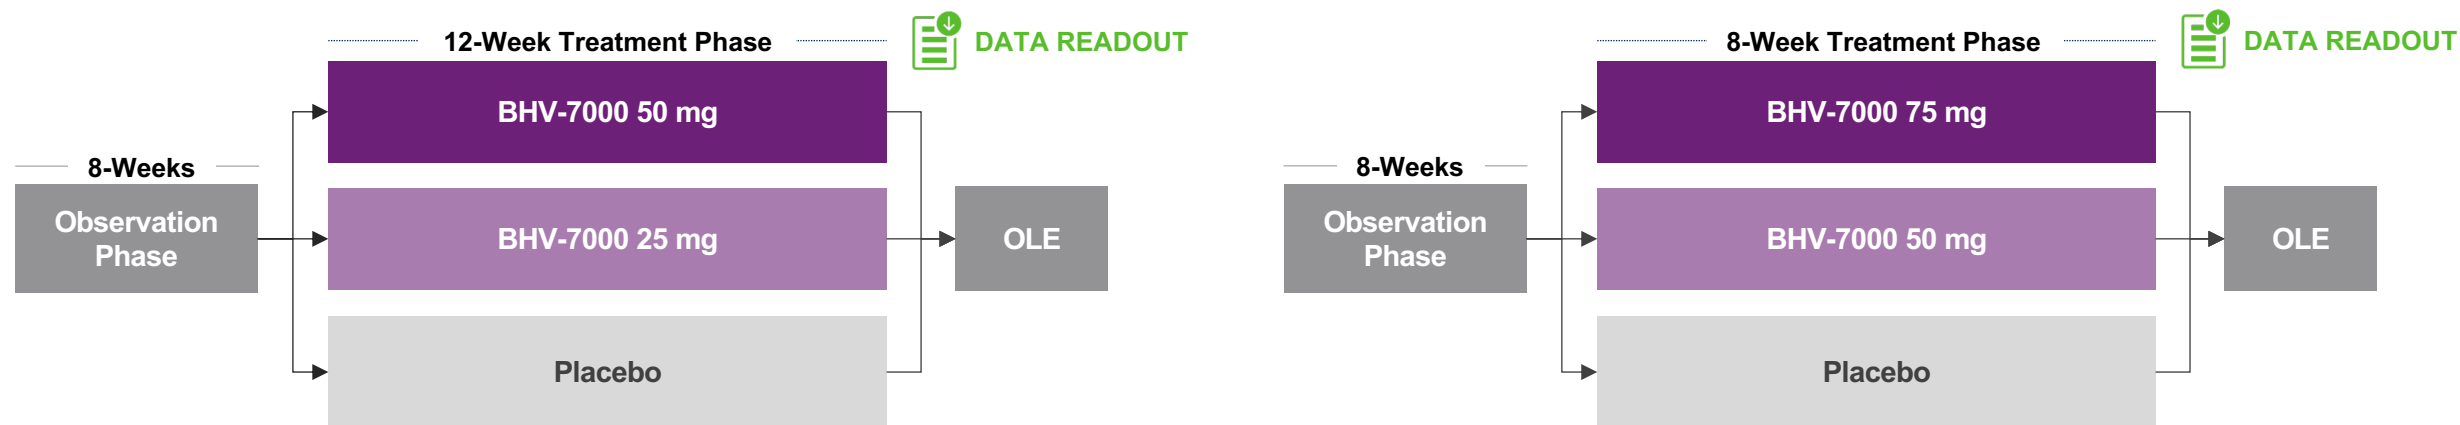 12-Week Treatment Phase
DATA READOUT
BHV-7000 50 mg
8-Weeks
Observation
Phase
BHV-7000 25 mg
OLE
Placebo
8-Week Treatment Phase
DATA READOUT
BHV-7000 75 mg
8-Weeks
Observation
Phase
BHV-7000 50 mg
OLE
Placebo